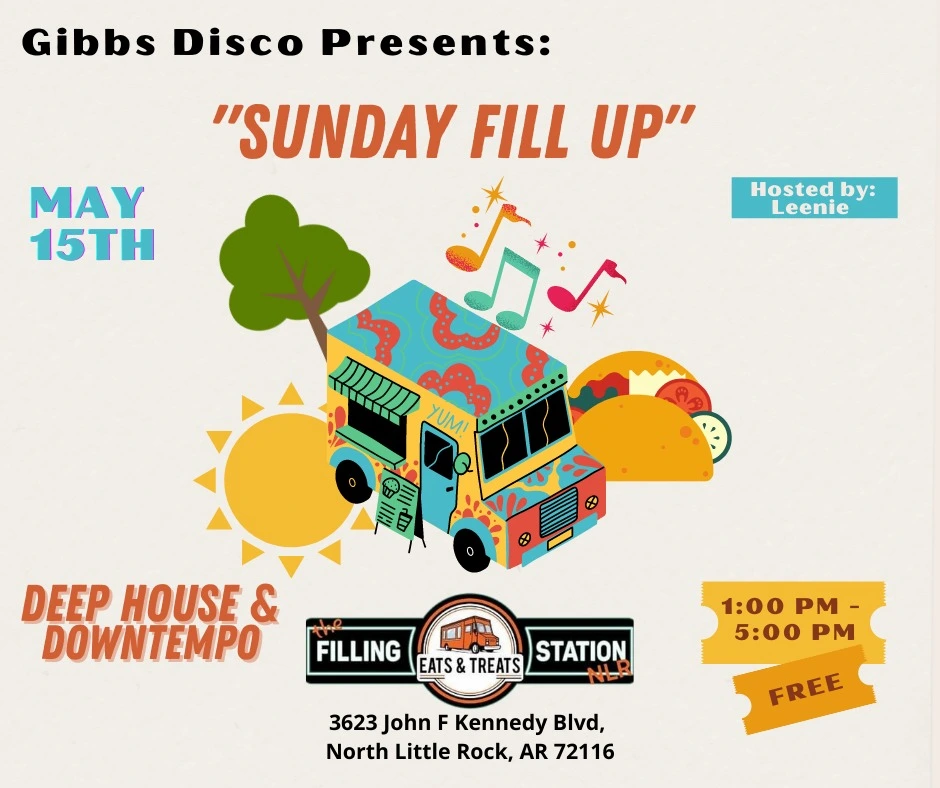 Gibbs Disco Presents:
"SUNDAY FILL UP"
MAY
15TH
Hosted by:
Leenie
YUM!
DEEP HOUSE &
DOWNTEMPO
the
FILLING
EATS & TREATS
STATION
NLR
1:00 PM -
5:00 PM
FREE
3623 John F Kennedy Blvd,
North Little Rock, AR 72116